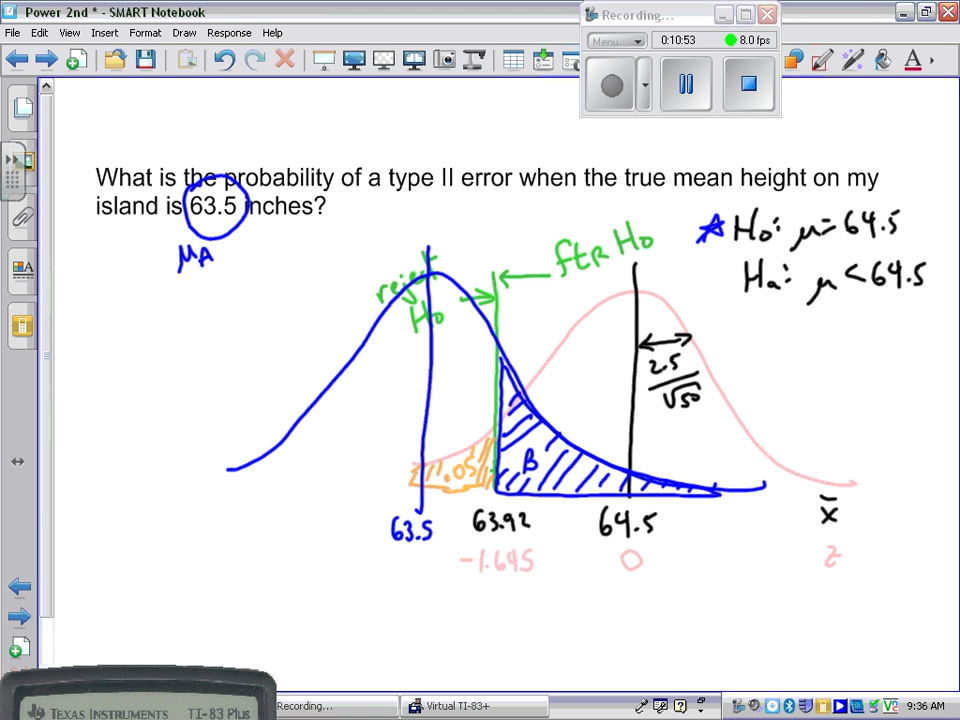 Power 2nd * - SMART Notebook
Recording...
File Edit View Insert Format Draw Response Help
Menu 0:10:53 8.0 fps
What is the probability of a type II error when the true mean height on my
island is 63.5 inches?
μA
reject
H0
ftR H0
H0: μ = 64.5
Ha: μ < 64.5
2.5
√50
.05
β
63.5 63.92 64.5 x̄
-1.645 0 z
TEXAS INSTRUMENTS TI-83 Plus
Recording...
Virtual TI-83+
9:36 AM